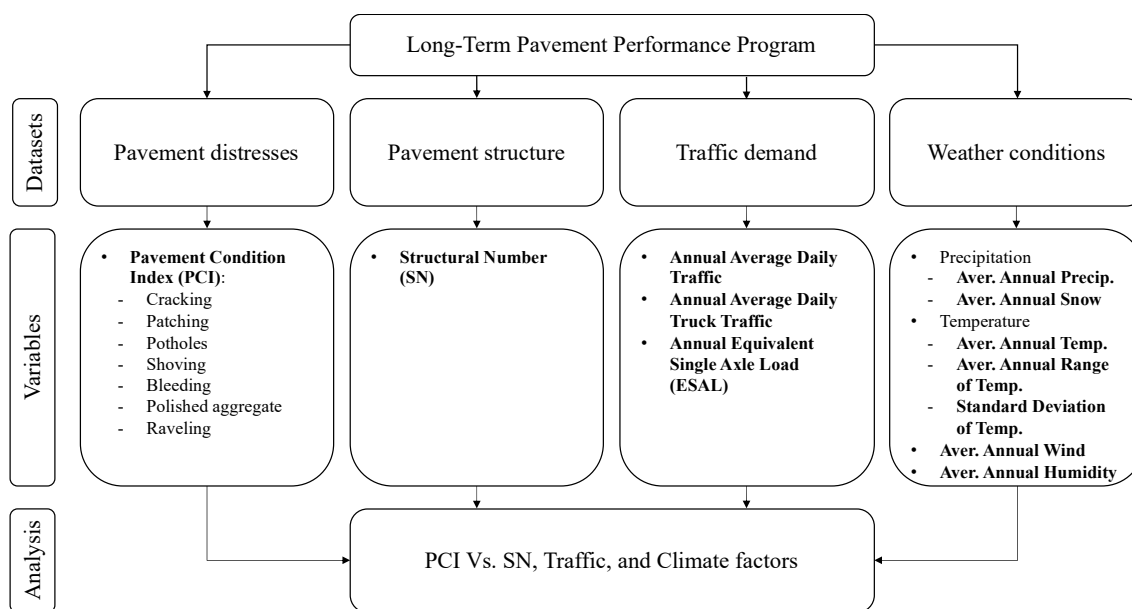 Long-Term Pavement Performance Program
Datasets
Pavement distresses
Pavement structure
Traffic demand
Weather conditions
Variables
• Pavement Condition
Index (PCI):
- Cracking
- Patching
- Potholes
- Shoving
- Bleeding
- Polished aggregate
- Raveling
• Structural Number
(SN)
• Annual Average Daily
Traffic
• Annual Average Daily
Truck Traffic
• Annual Equivalent
Single Axle Load
(ESAL)
• Precipitation
- Aver. Annual Precip.
- Aver. Annual Snow
• Temperature
- Aver. Annual Temp.
- Aver. Annual Range
of Temp.
- Standard Deviation
of Temp.
• Aver. Annual Wind
• Aver. Annual Humidity
Analysis
PCI Vs. SN, Traffic, and Climate factors